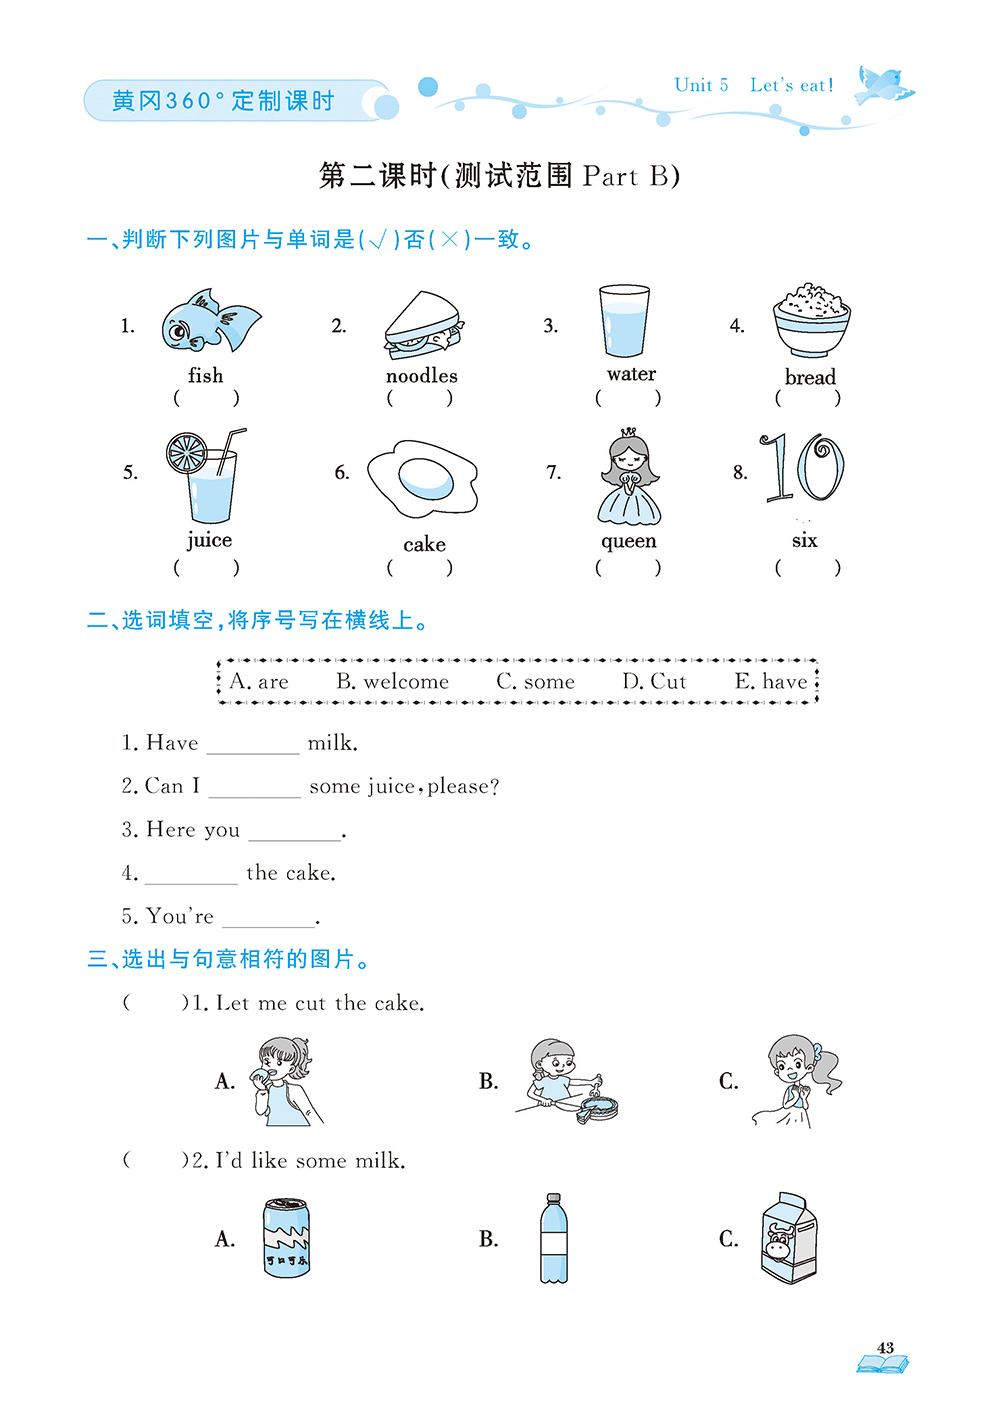 黄冈360°定制课时
Unit 5 Let's eat!
第二课时(测试范围 Part B)
一、判断下列图片与单词是(√)否(×)一致。
1. 2. 3. 4.
fish noodles water bread
( ) ( ) ( ) ( )
5. 6. 7. 8. 10
juice cake queen six
( ) ( ) ( ) ( )
二、选词填空,将序号写在横线上。
A. are B. welcome C. some D. Cut E. have
1. Have ________ milk.
2. Can I ________ some juice, please?
3. Here you ________.
4. ________ the cake.
5. You're ________.
三、选出与句意相符的图片。
( )1. Let me cut the cake.
A. B. C.
( )2. I'd like some milk.
A. B. C.
可口可乐
43